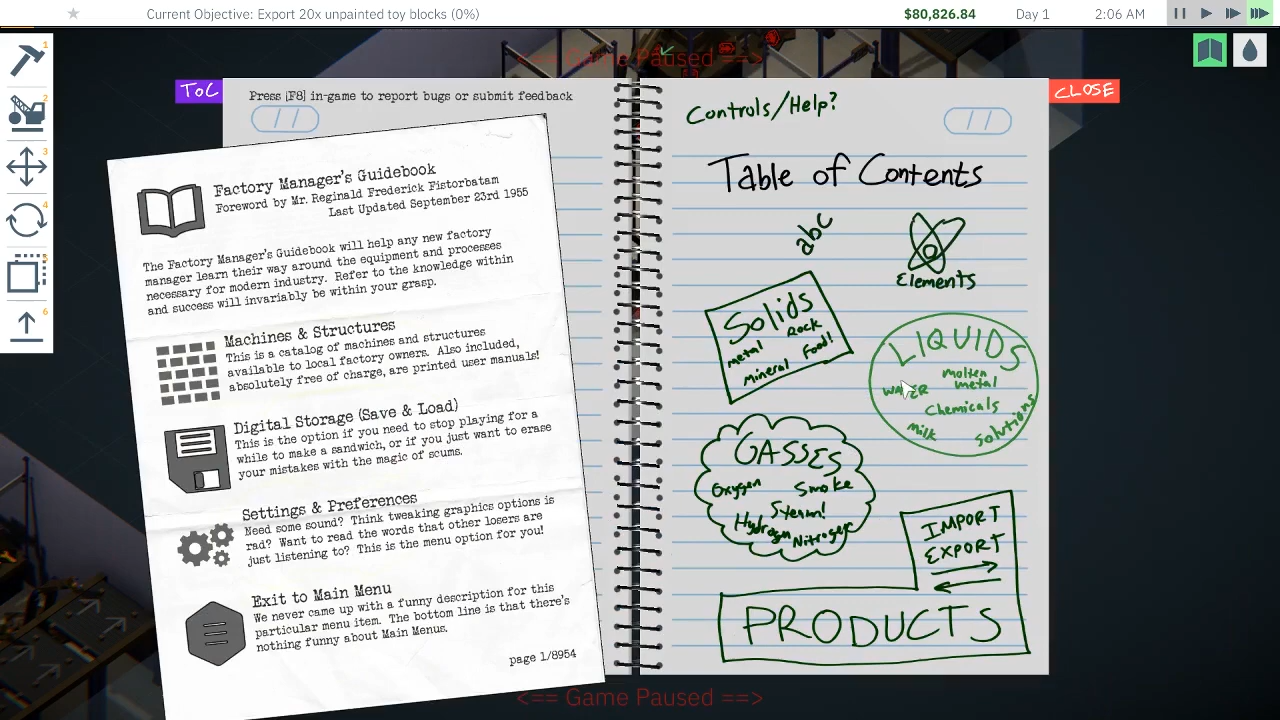 Current Objective: Export 20x unpainted toy blocks (0%)
$80,826.84
Day 1
2:06 AM
1
2
3
4
5
6
<== Game Paused ==>
ToC
Press [F8] in-game to report bugs or submit feedback
CLOSE
Factory Manager's Guidebook
Foreword by Mr. Reginald Frederick Fistorbatam
Last Updated September 23rd 1955
The Factory Manager's Guidebook will help any new factory
manager learn their way around the equipment and processes
necessary for modern industry. Refer to the knowledge within
and success will invariably be within your grasp.
Machines & Structures
This is a catalog of machines and structures
available to local factory owners. Also included,
absolutely free of charge, are printed user manuals!
Digital Storage (Save & Load)
This is the option if you need to stop playing for a
while to make a sandwich, or if you just want to erase
your mistakes with the magic of scums.
Settings & Preferences
Need some sound? Think tweaking graphics options is
rad? Want to read the words that other losers are
just listening to? This is the menu option for you!
Exit to Main Menu
We never came up with a funny description for this
particular menu item. The bottom line is that there's
nothing funny about Main Menus.
page 1/8954
Controls/Help?
Table of Contents
abc
Elements
Solids
metal Rock
Mineral Food!
LIQUIDS
WATER
Molten
metal
Chemicals
Milk
Solutions
GASSES
Oxygen Smoke
Steam!
Hydrogen Nitrogen
IMPORT
EXPORT
PRODUCTS
<== Game Paused ==>